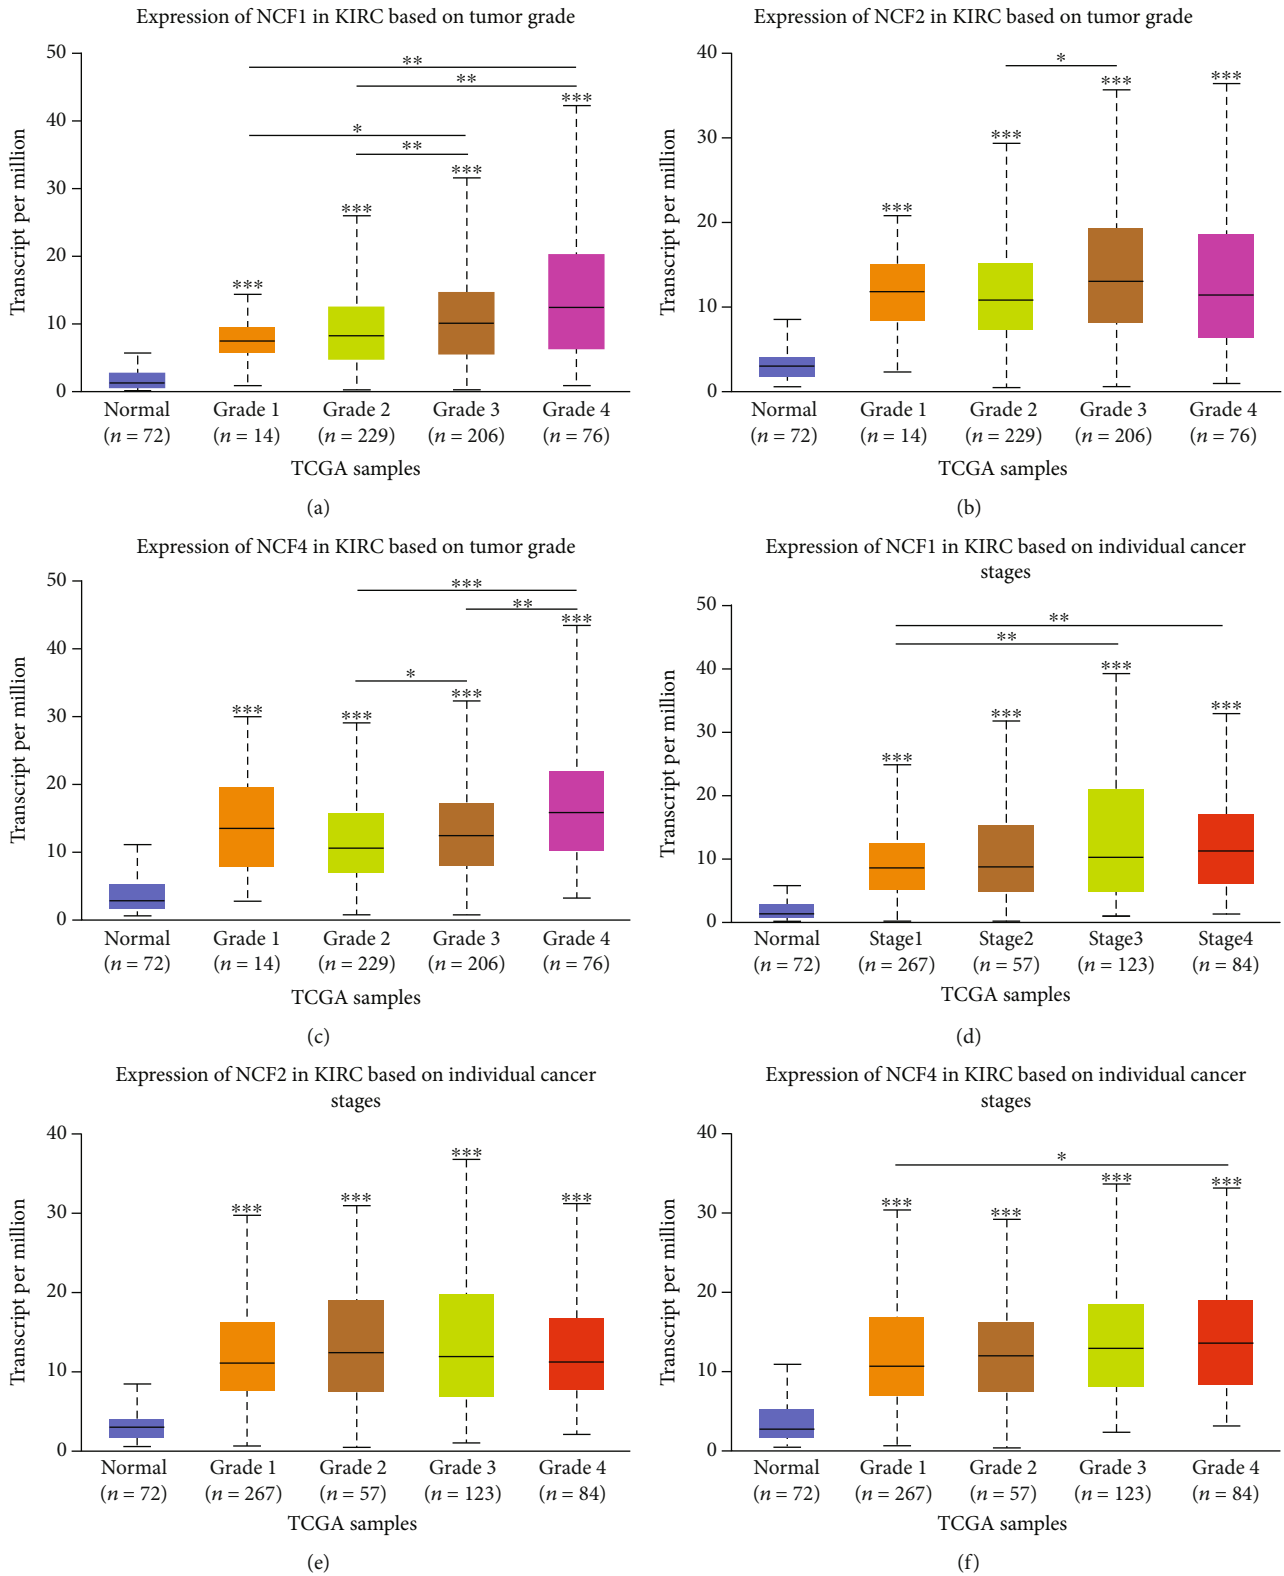 Expression of NCF1 in KIRC based on tumor grade
Transcript per million
50
40
30
20
10
0
**
**
*
**
***
***
***
***
Normal Grade 1 Grade 2 Grade 3 Grade 4
(n = 72) (n = 14) (n = 229) (n = 206) (n = 76)
TCGA samples
(a)
Expression of NCF2 in KIRC based on tumor grade
Transcript per million
40
30
20
10
0
*
***
***
***
***
Normal Grade 1 Grade 2 Grade 3 Grade 4
(n = 72) (n = 14) (n = 229) (n = 206) (n = 76)
TCGA samples
(b)
Expression of NCF4 in KIRC based on tumor grade
Transcript per million
50
40
30
20
10
0
***
**
*
***
***
***
***
Normal Grade 1 Grade 2 Grade 3 Grade 4
(n = 72) (n = 14) (n = 229) (n = 206) (n = 76)
TCGA samples
(c)
Expression of NCF1 in KIRC based on individual cancer
stages
Transcript per million
50
40
30
20
10
0
**
**
***
***
***
***
Normal Stage1 Stage2 Stage3 Stage4
(n = 72) (n = 267) (n = 57) (n = 123) (n = 84)
TCGA samples
(d)
Expression of NCF2 in KIRC based on individual cancer
stages
Transcript per million
40
30
20
10
0
***
***
***
***
Normal Grade 1 Grade 2 Grade 3 Grade 4
(n = 72) (n = 267) (n = 57) (n = 123) (n = 84)
TCGA samples
(e)
Expression of NCF4 in KIRC based on individual cancer
stages
Transcript per million
40
30
20
10
0
*
***
***
***
***
Normal Grade 1 Grade 2 Grade 3 Grade 4
(n = 72) (n = 267) (n = 57) (n = 123) (n = 84)
TCGA samples
(f)